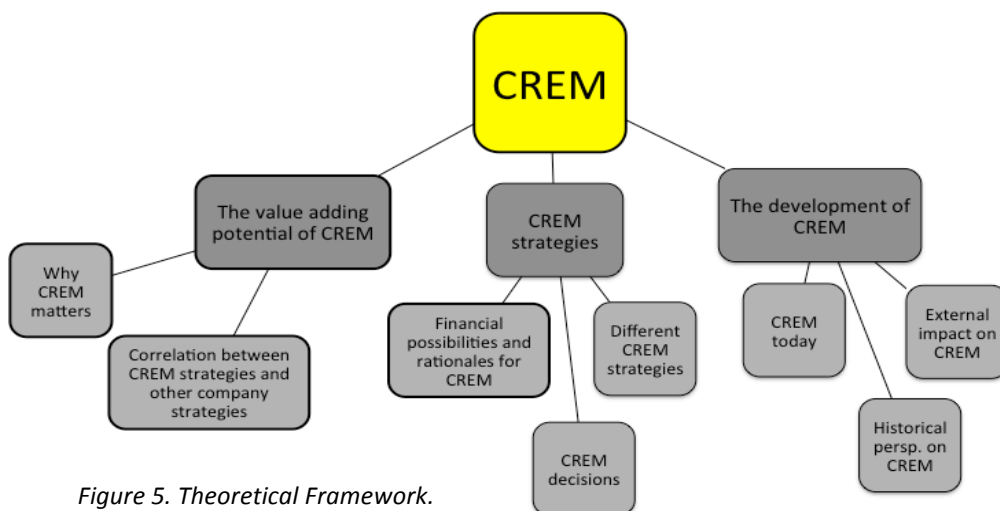 CREM
The value adding
potential of CREM
CREM
strategies
The development of
CREM
Why
CREM
matters
Correlation between
CREM strategies and
other company
strategies
Financial
possibilities and
rationales for
CREM
CREM
decisions
Different
CREM
strategies
CREM
today
Historical
persp. on
CREM
External
impact on
CREM
Figure 5. Theoretical Framework.